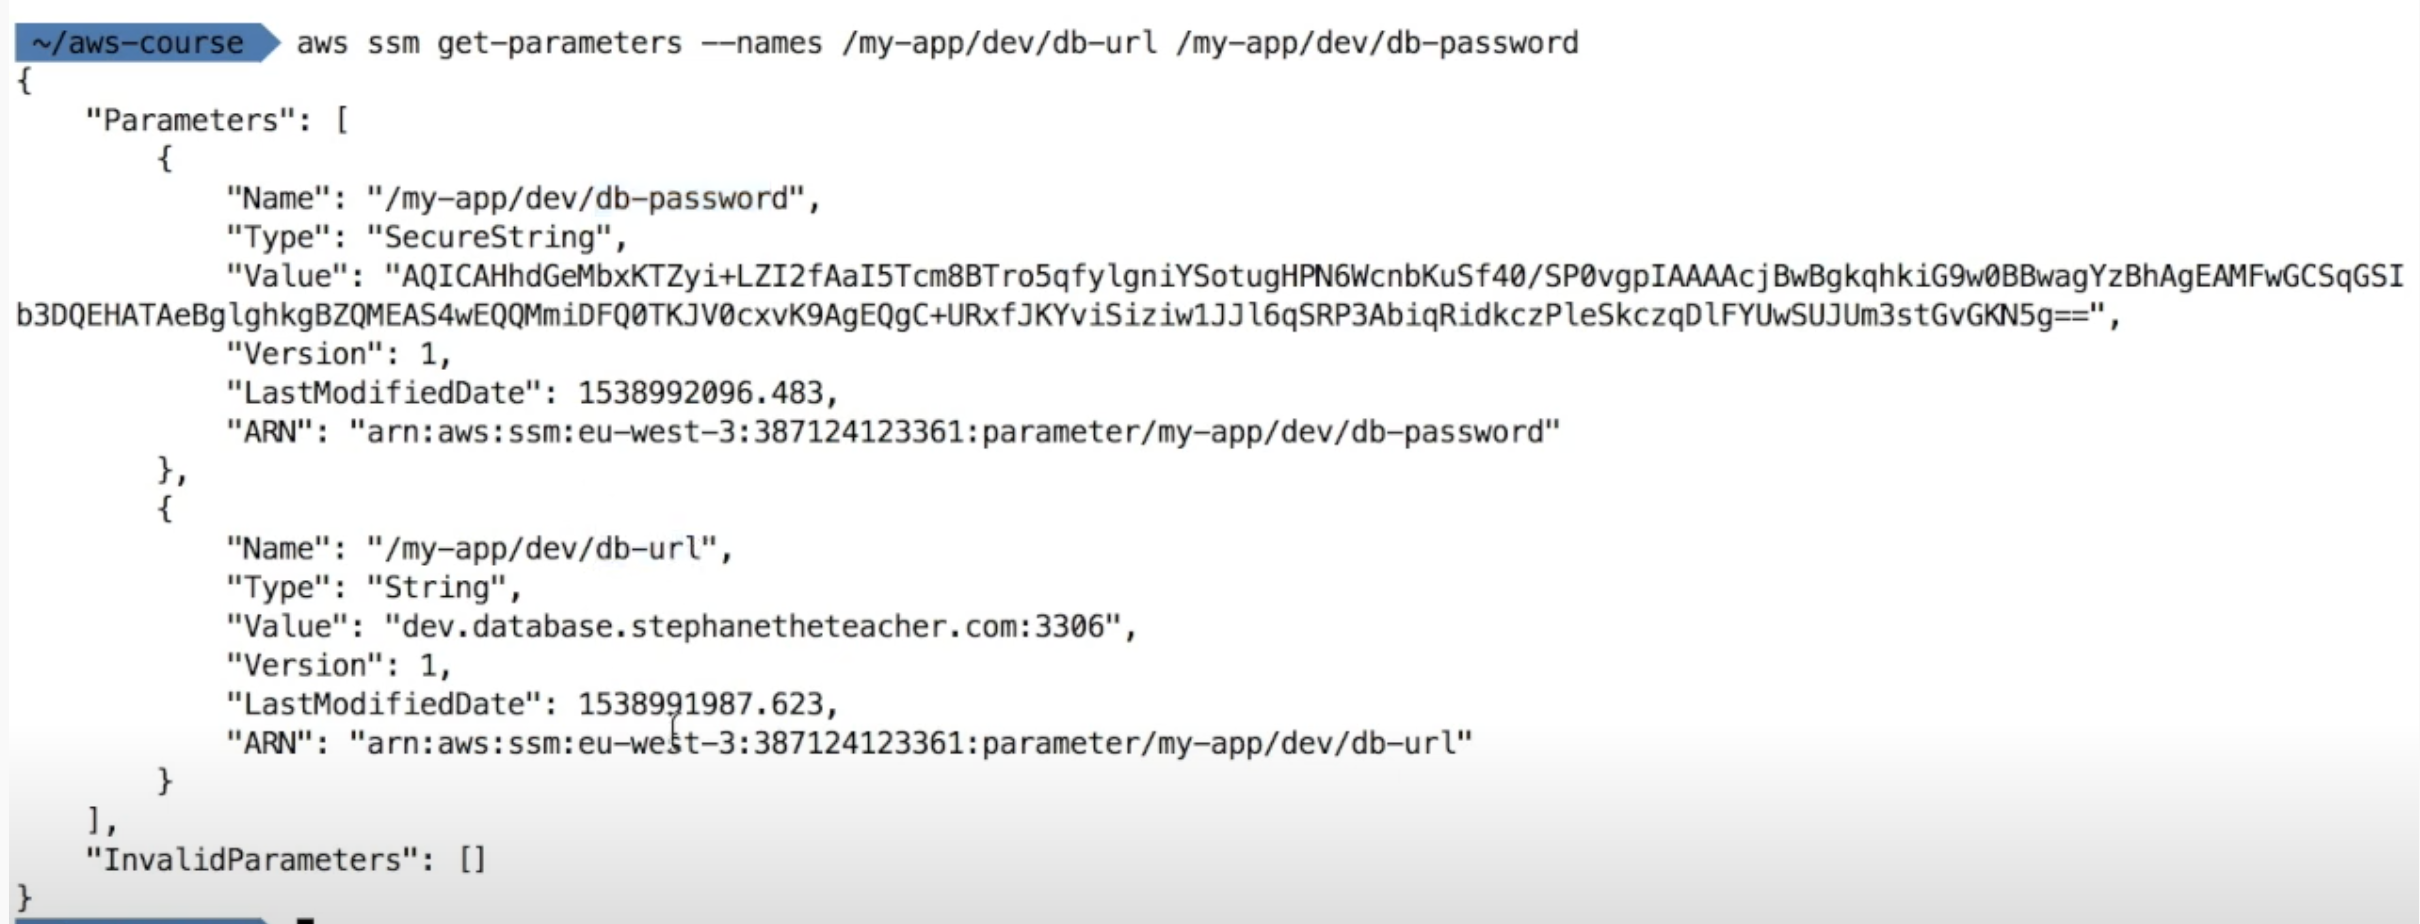 ~/aws-course aws ssm get-parameters --names /my-app/dev/db-url /my-app/dev/db-password
{
    "Parameters": [
        {
            "Name": "/my-app/dev/db-password",
            "Type": "SecureString",
            "Value": "AQICAHhdGeMbxKTZyi+LZI2fAaI5Tcm8BTro5qfylgniYSotugHPN6WcnbKuSf40/SP0vgpIAAAAcjBwBgkqhkiG9w0BBwagYzBhAgEAMFwGCSqGSI
b3DQEHATAeBglghkgBZQMEAS4wEQQMmiDFQ0TKJV0cxvK9AgEQgC+URxfJKYviSiziw1JJl6qSRP3AbiqRidkczPleSkczqDlFYUwSUJUm3stGvGKN5g==",
            "Version": 1,
            "LastModifiedDate": 1538992096.483,
            "ARN": "arn:aws:ssm:eu-west-3:387124123361:parameter/my-app/dev/db-password"
        },
        {
            "Name": "/my-app/dev/db-url",
            "Type": "String",
            "Value": "dev.database.stephanetheteacher.com:3306",
            "Version": 1,
            "LastModifiedDate": 1538991987.623,
            "ARN": "arn:aws:ssm:eu-west-3:387124123361:parameter/my-app/dev/db-url"
        }
    ],
    "InvalidParameters": []
}